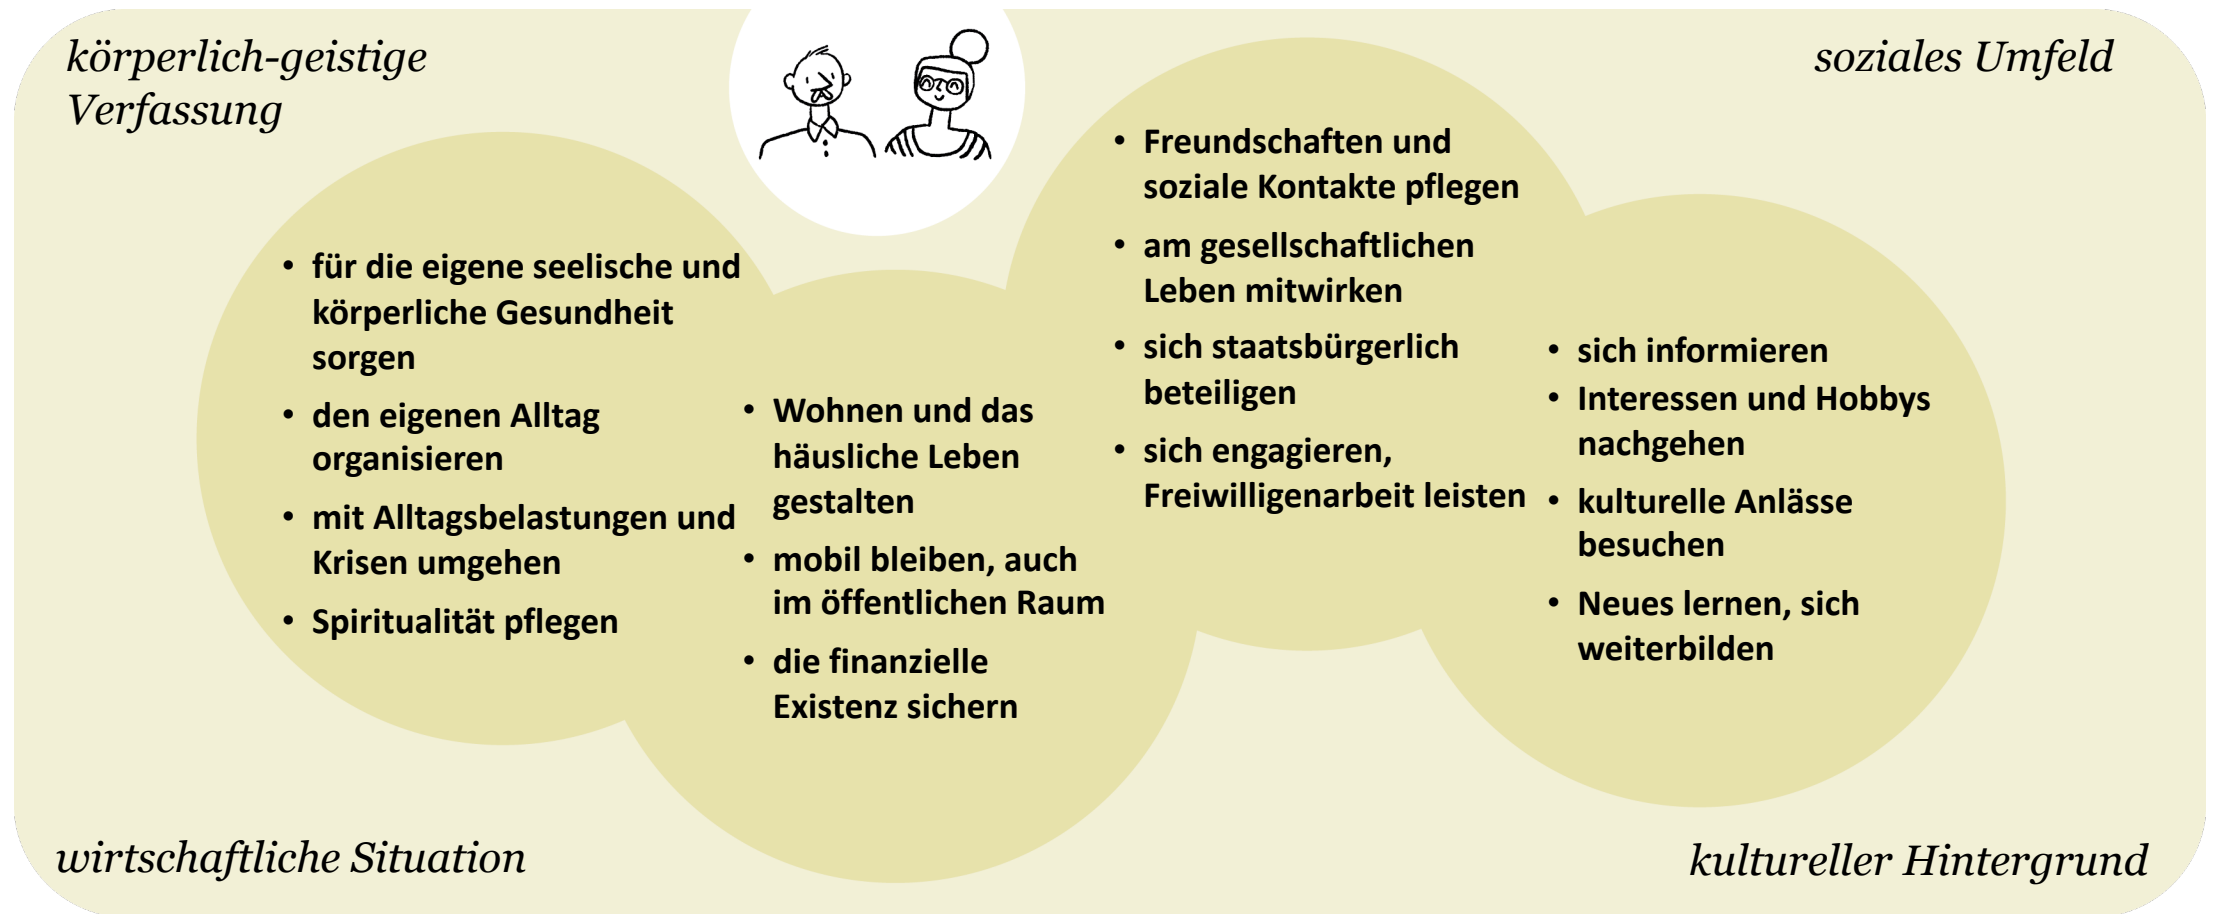 körperlich-geistige
Verfassung
soziales Umfeld
• für die eigene seelische und
körperliche Gesundheit
sorgen
• den eigenen Alltag
organisieren
• mit Alltagsbelastungen und
Krisen umgehen
• Spiritualität pflegen
• Wohnen und das
häusliche Leben
gestalten
• mobil bleiben, auch
im öffentlichen Raum
• die finanzielle
Existenz sichern
• Freundschaften und
soziale Kontakte pflegen
• am gesellschaftlichen
Leben mitwirken
• sich staatsbürgerlich
beteiligen
• sich engagieren,
Freiwilligenarbeit leisten
• sich informieren
• Interessen und Hobbys
nachgehen
• kulturelle Anlässe
besuchen
• Neues lernen, sich
weiterbilden
wirtschaftliche Situation
kultureller Hintergrund